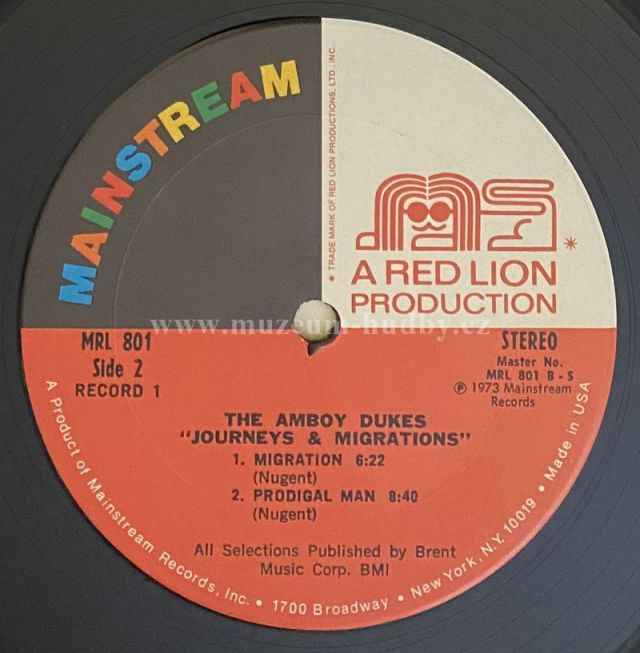 MAINSTREAM
* TRADE MARK OF RED LION PRODUCTIONS, LTD., INC.
*
A RED LION
PRODUCTION
www.muzeum-hudby.cz
MRL 801
Side 2
RECORD 1
STEREO
Master No.
MRL 801 B - S
℗ 1973 Mainstream
Records
THE AMBOY DUKES
"JOURNEYS & MIGRATIONS"
1. MIGRATION 6:22
(Nugent)
2. PRODIGAL MAN 8:40
(Nugent)
All Selections Published by Brent
Music Corp. BMI
A Product of Mainstream Records, Inc. • 1700 Broadway • New York, N.Y. 10019 • Made in USA